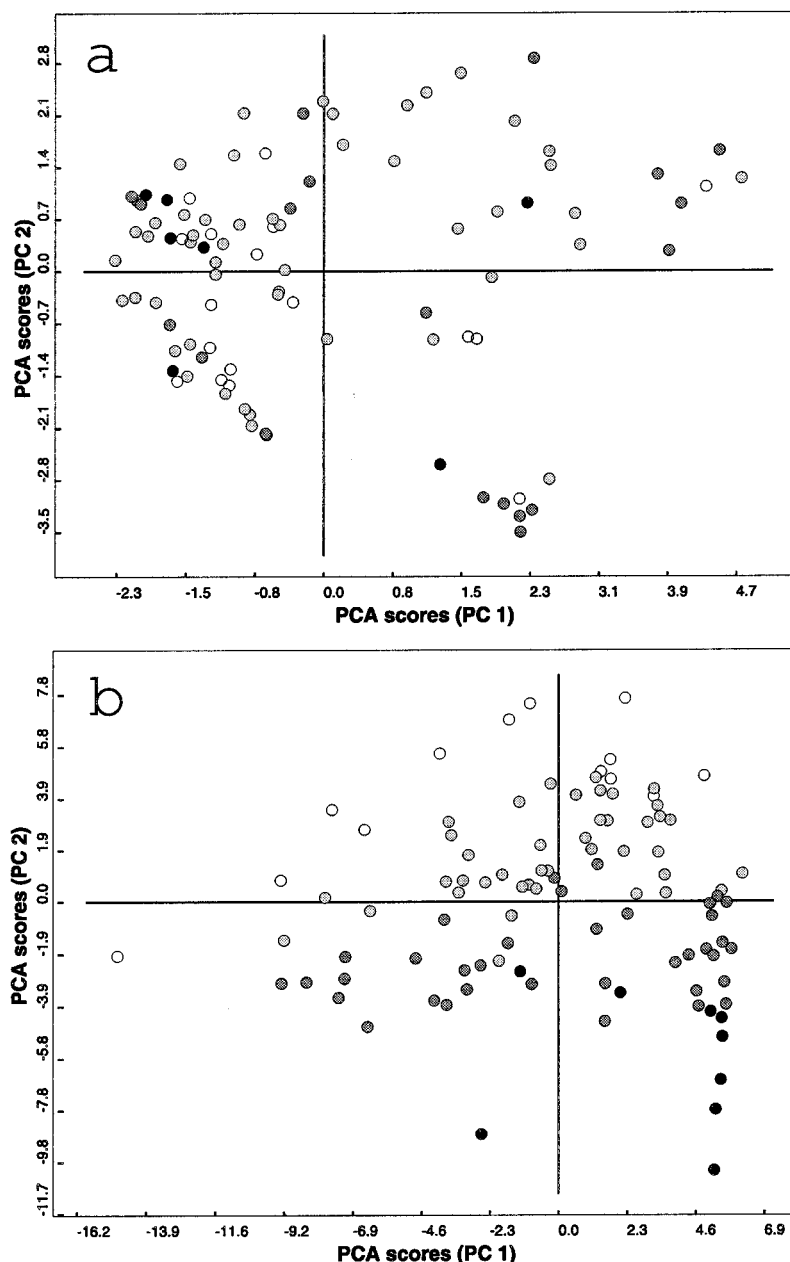 a
PCA scores (PC 2)
2.8
2.1
1.4
0.7
0.0
-0.7
-1.4
-2.1
-2.8
-3.5
-2.3 -1.5 -0.8 0.0 0.8 1.5 2.3 3.1 3.9 4.7
PCA scores (PC 1)
b
PCA scores (PC 2)
7.8
5.8
3.9
1.9
0.0
-1.9
-3.9
-5.8
-7.8
-9.8
-11.7
-16.2 -13.9 -11.6 -9.2 -6.9 -4.6 -2.3 0.0 2.3 4.6 6.9
PCA scores (PC 1)